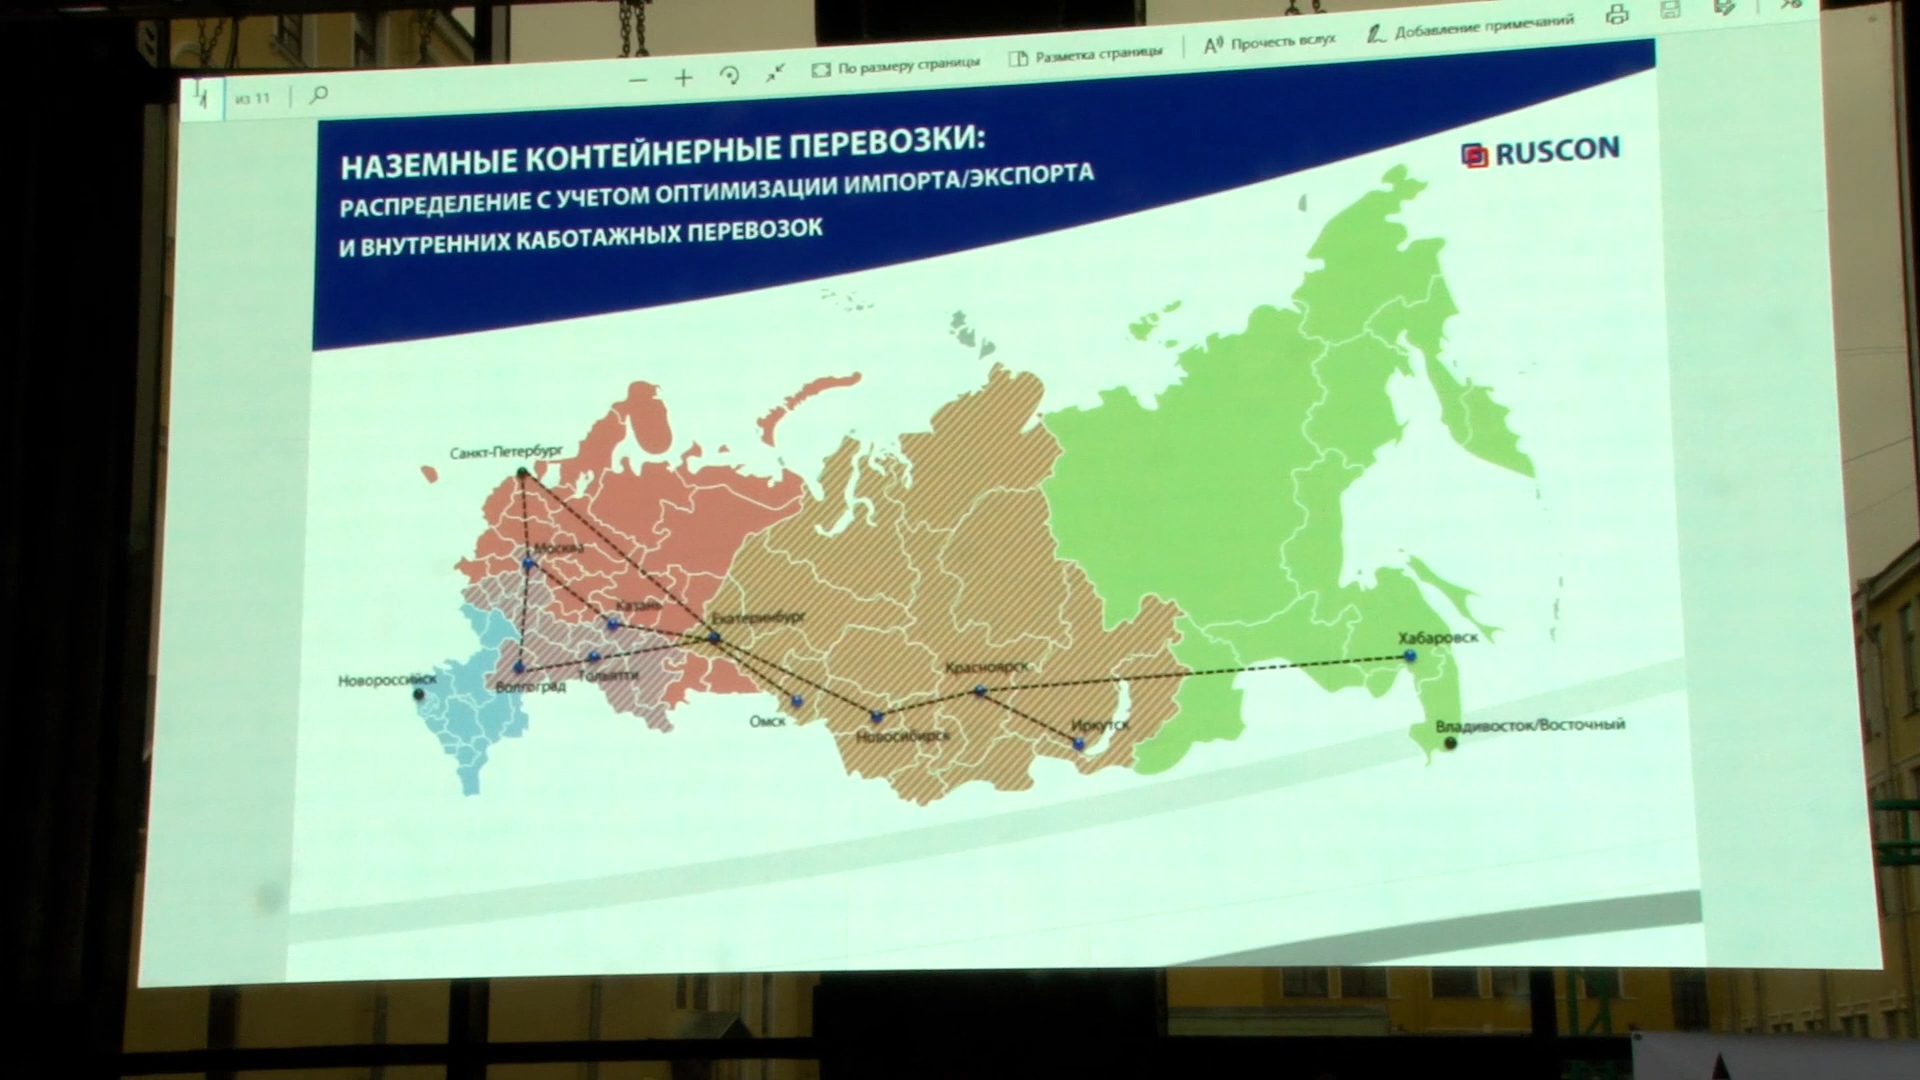 1
из 11
По размеру страницы
Разметка страницы
Прочесть вслух
Добавление примечаний
НАЗЕМНЫЕ КОНТЕЙНЕРНЫЕ ПЕРЕВОЗКИ:
РАСПРЕДЕЛЕНИЕ С УЧЕТОМ ОПТИМИЗАЦИИ ИМПОРТА/ЭКСПОРТА
И ВНУТРЕННИХ КАБОТАЖНЫХ ПЕРЕВОЗОК
RUSCON
Санкт-Петербург
Москва
Казань
Екатеринбург
Хабаровск
Новороссийск
Волгоград
Тольятти
Красноярск
Омск
Новосибирск
Иркутск
Владивосток/Восточный